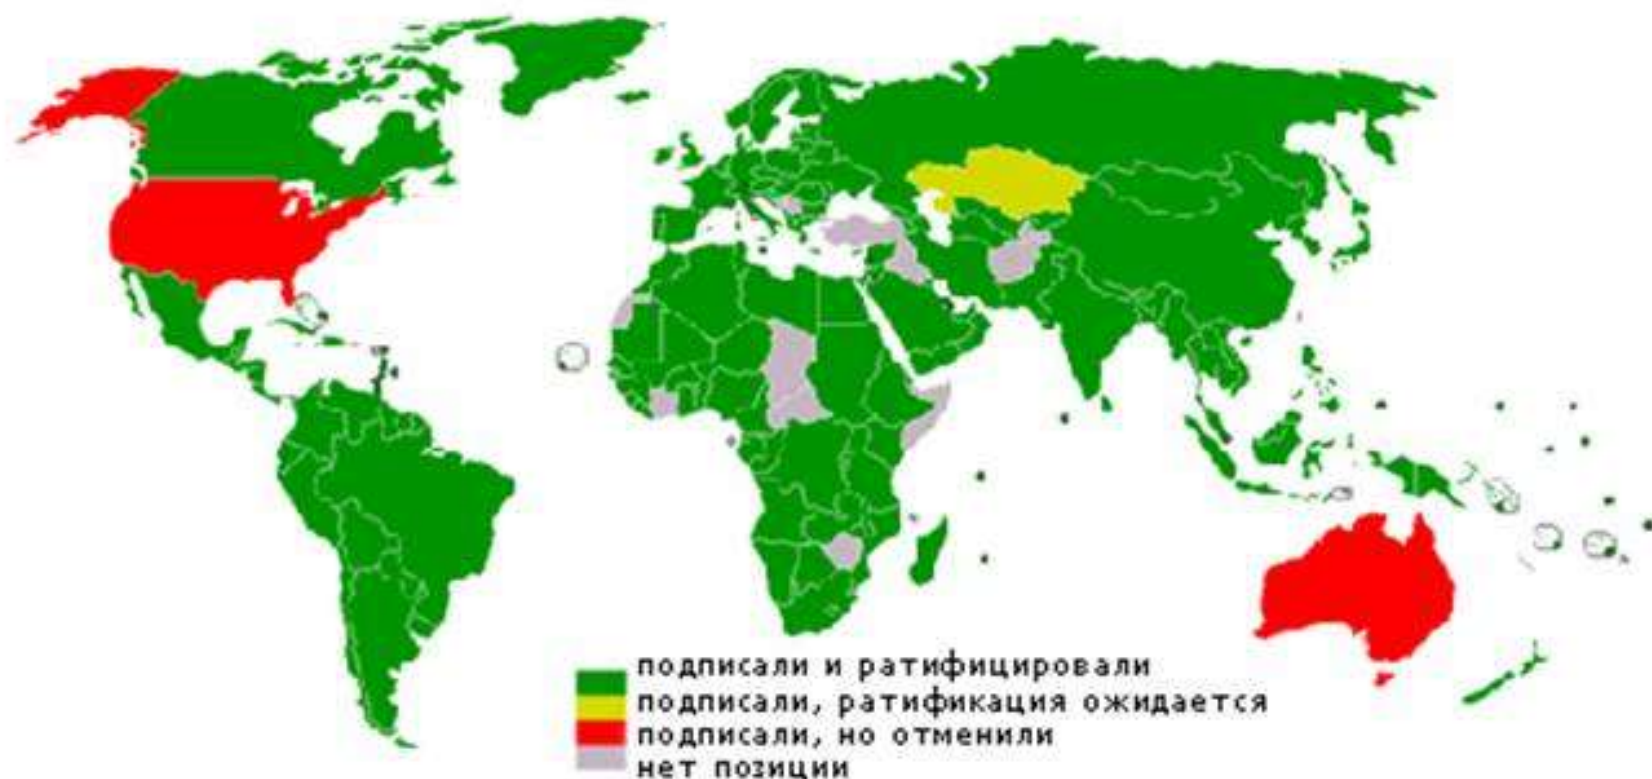 подписали и ратифицировали
подписали, ратификация ожидается
подписали, но отменили
нет позиции